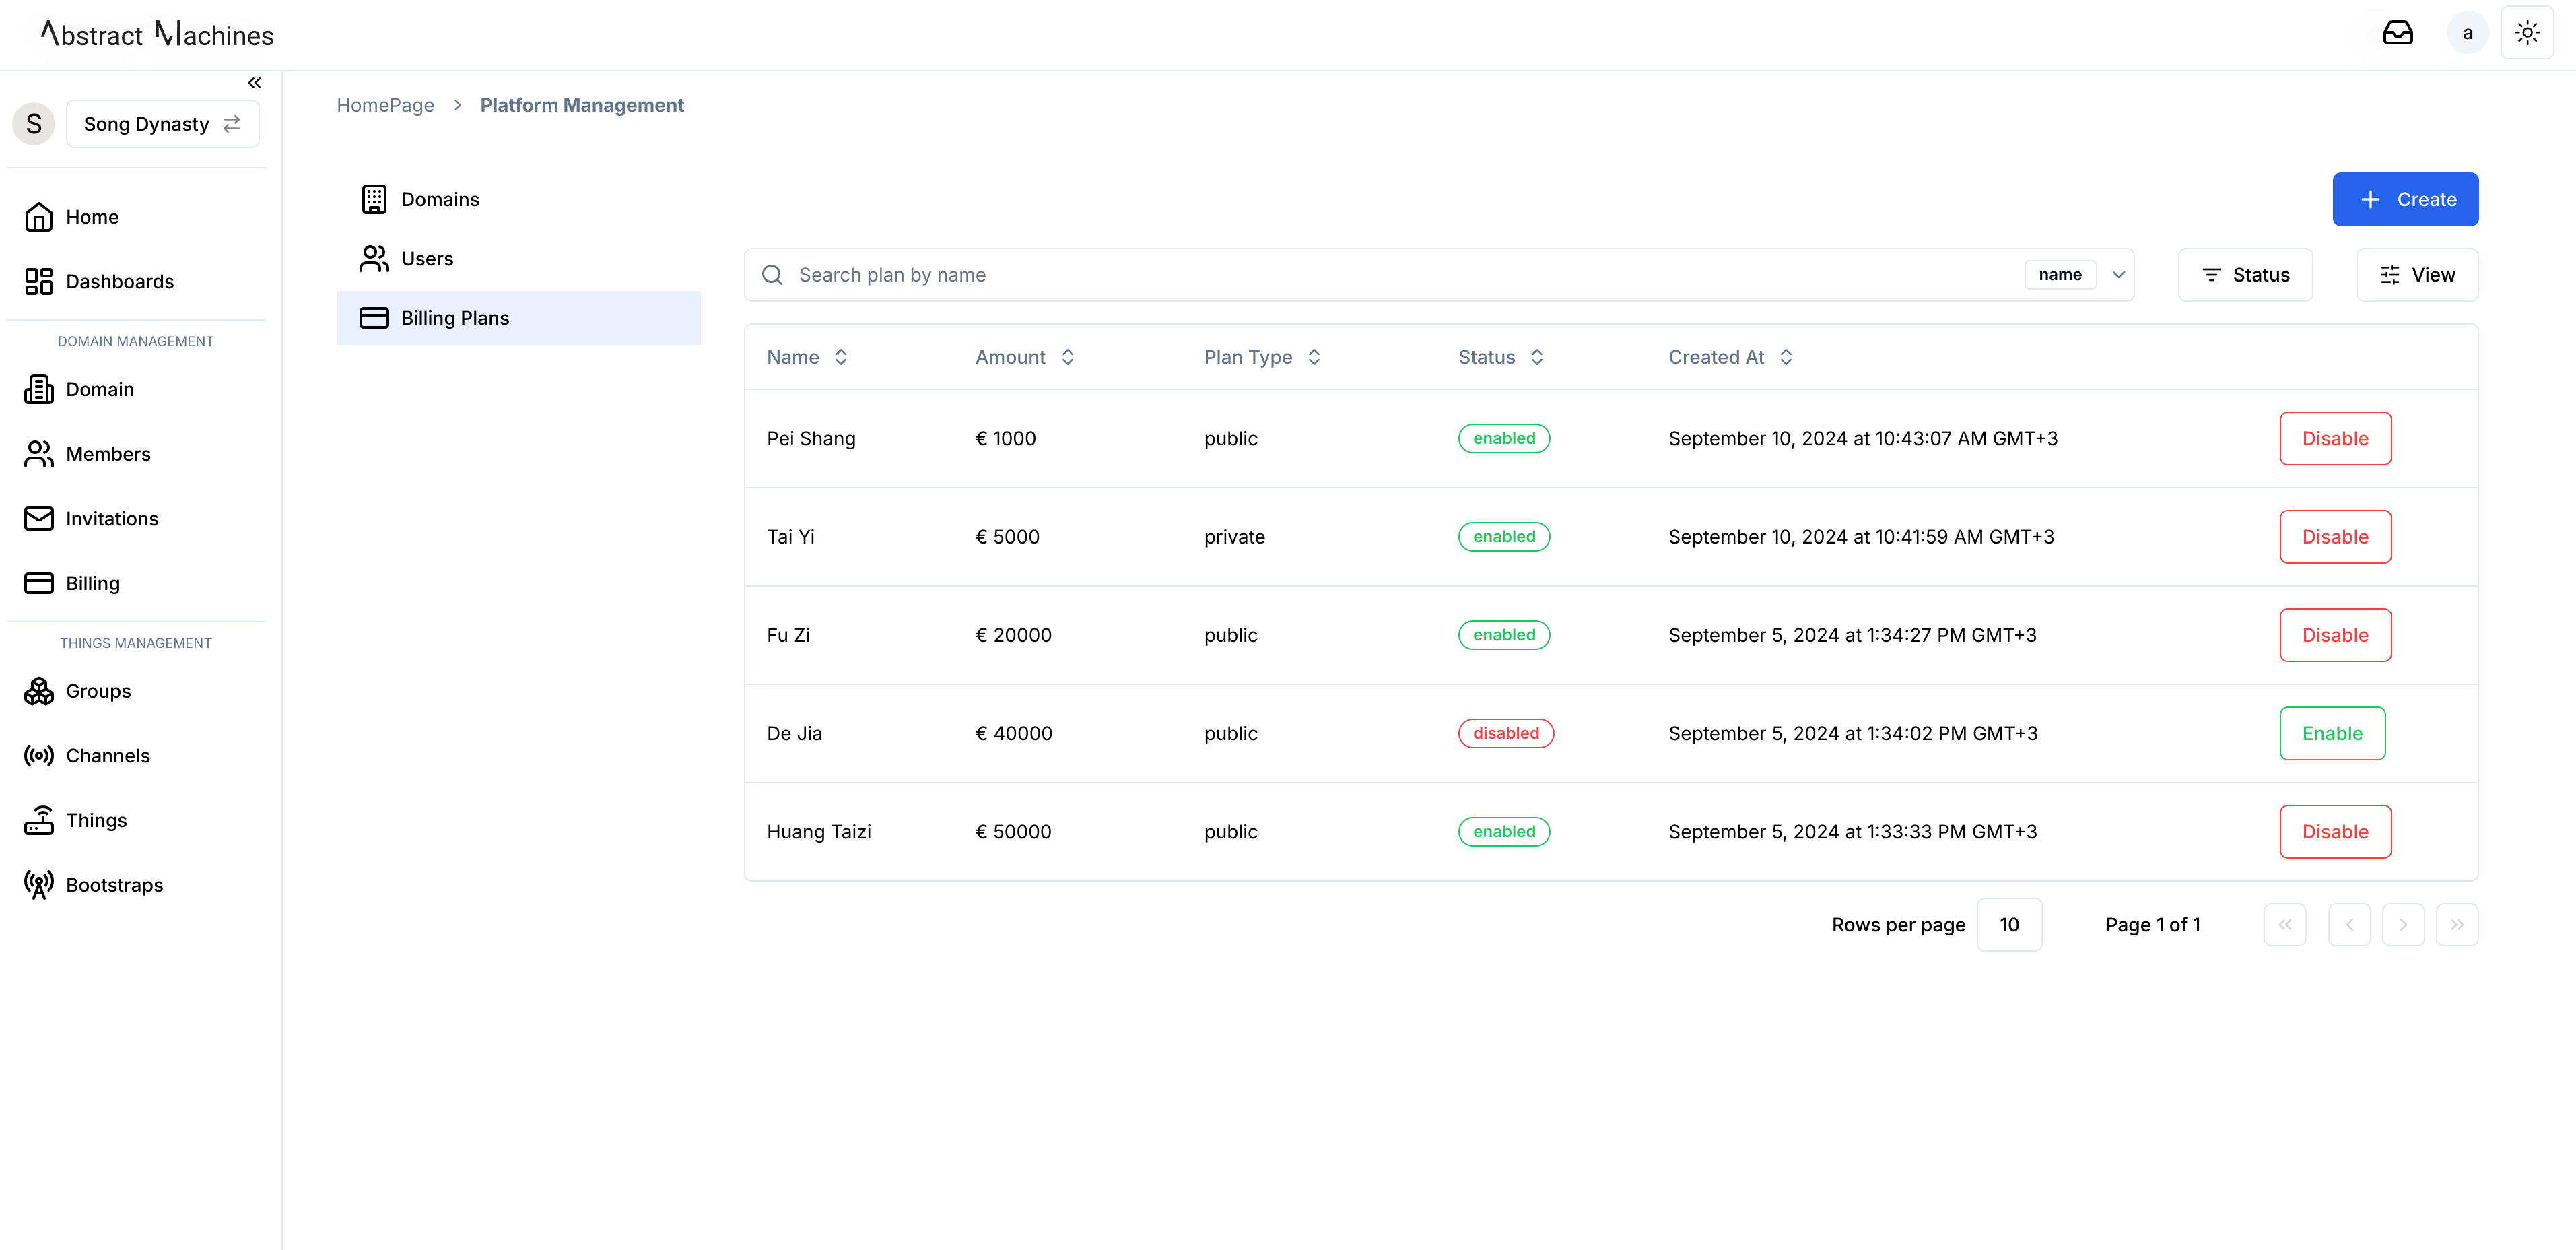 Abstract Machines
a
S
Song Dynasty
Home
Dashboards
DOMAIN MANAGEMENT
Domain
Members
Invitations
Billing
THINGS MANAGEMENT
Groups
Channels
Things
Bootstraps
HomePage > Platform Management
Domains
Users
Billing Plans
Create
Search plan by name
name
Status
View
Name Amount Plan Type Status Created At
Pei Shang € 1000 public enabled September 10, 2024 at 10:43:07 AM GMT+3 Disable
Tai Yi € 5000 private enabled September 10, 2024 at 10:41:59 AM GMT+3 Disable
Fu Zi € 20000 public enabled September 5, 2024 at 1:34:27 PM GMT+3 Disable
De Jia € 40000 public disabled September 5, 2024 at 1:34:02 PM GMT+3 Enable
Huang Taizi € 50000 public enabled September 5, 2024 at 1:33:33 PM GMT+3 Disable
Rows per page 10 Page 1 of 1